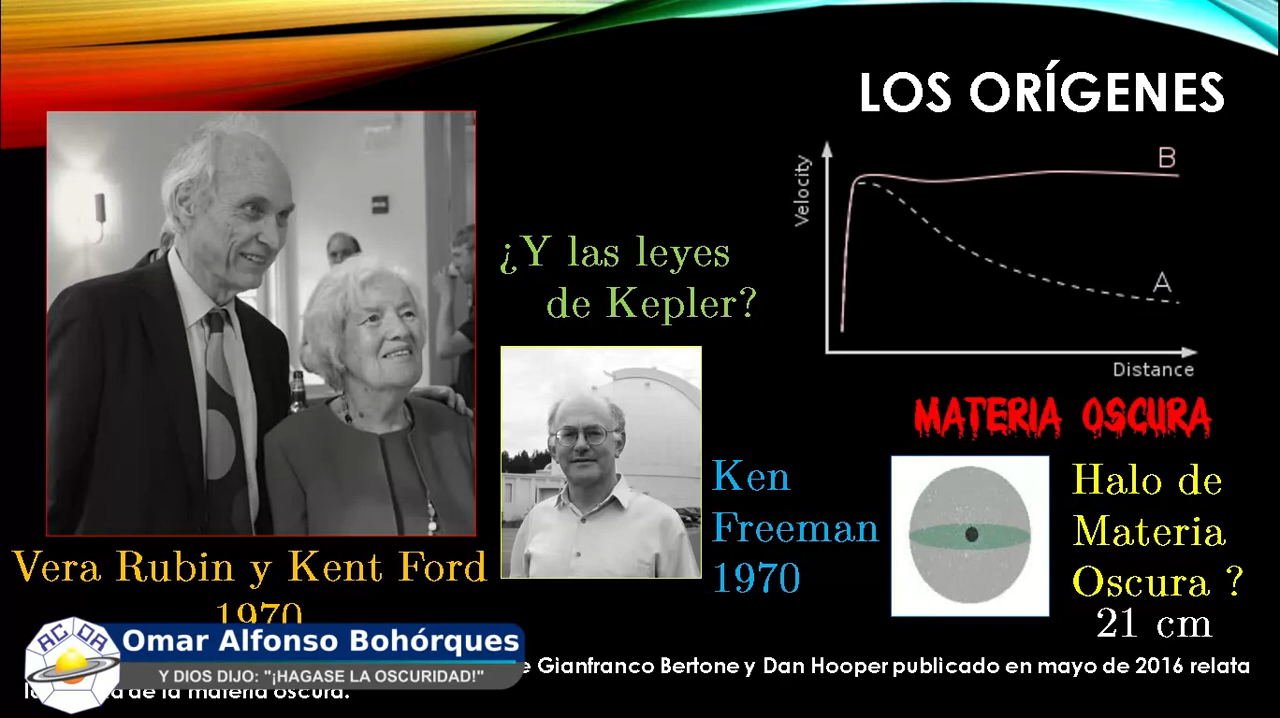 LOS ORÍGENES
Velocity
B
A
Distance
¿Y las leyes
de Kepler?
MATERIA OSCURA
Ken
Freeman
1970
Halo de
Materia
Oscura ?
21 cm
Vera Rubin y Kent Ford
1970
ACDA
Omar Alfonso Bohórques
Y DIOS DIJO: "¡HAGASE LA OSCURIDAD!"
Gianfranco Bertone y Dan Hooper publicado en mayo de 2016 relata
de la materia oscura.